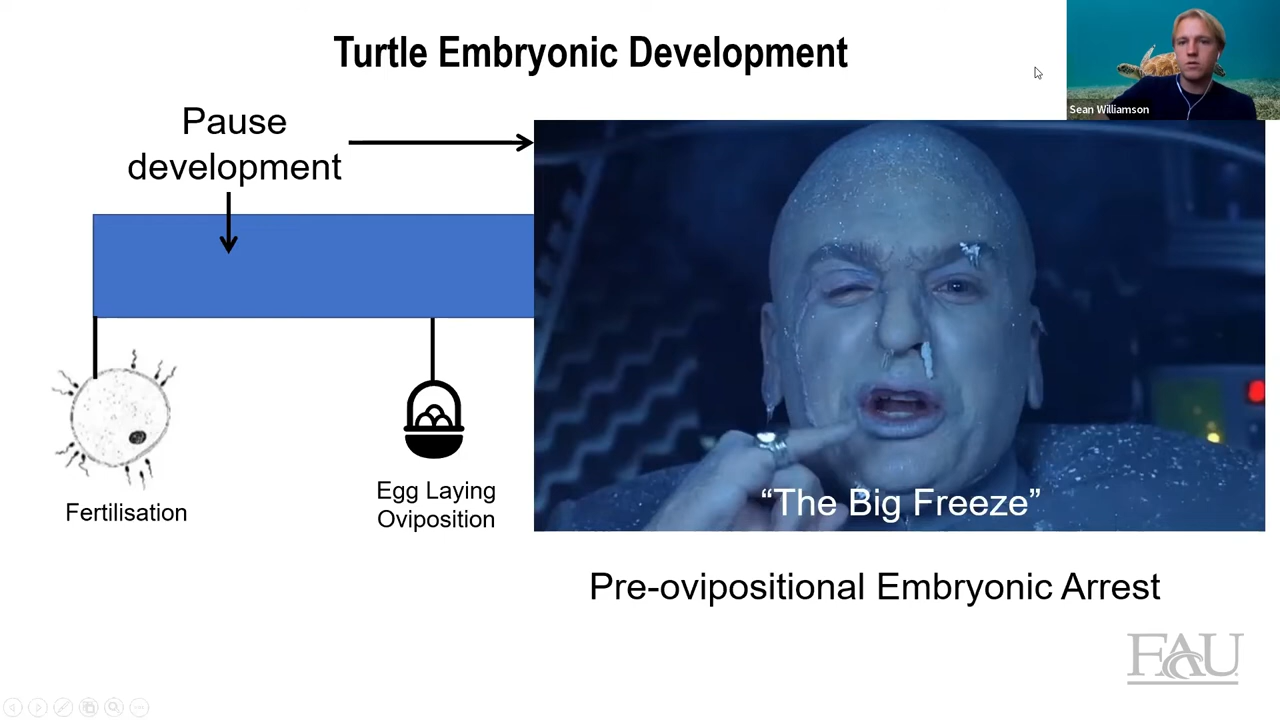 Turtle Embryonic Development
Sean Williamson
Pause
development
Fertilisation
Egg Laying
Oviposition
“The Big Freeze”
Pre-ovipositional Embryonic Arrest
FAU